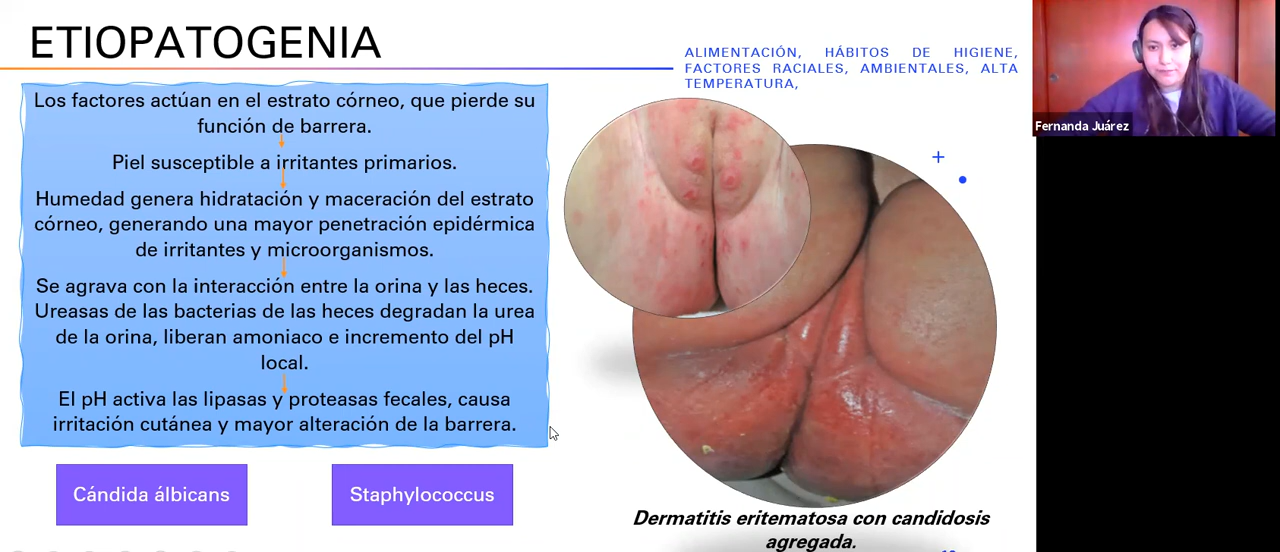 ETIOPATOGENIA
ALIMENTACIÓN, HÁBITOS DE HIGIENE,
FACTORES RACIALES, AMBIENTALES, ALTA
TEMPERATURA,
Los factores actúan en el estrato córneo, que pierde su
función de barrera.
Piel susceptible a irritantes primarios.
Humedad genera hidratación y maceración del estrato
córneo, generando una mayor penetración epidérmica
de irritantes y microorganismos.
Se agrava con la interacción entre la orina y las heces.
Ureasas de las bacterias de las heces degradan la urea
de la orina, liberan amoniaco e incremento del pH
local.
El pH activa las lipasas y proteasas fecales, causa
irritación cutánea y mayor alteración de la barrera.
Cándida álbicans
Staphylococcus
Dermatitis eritematosa con candidosis
agregada.
Fernanda Juárez